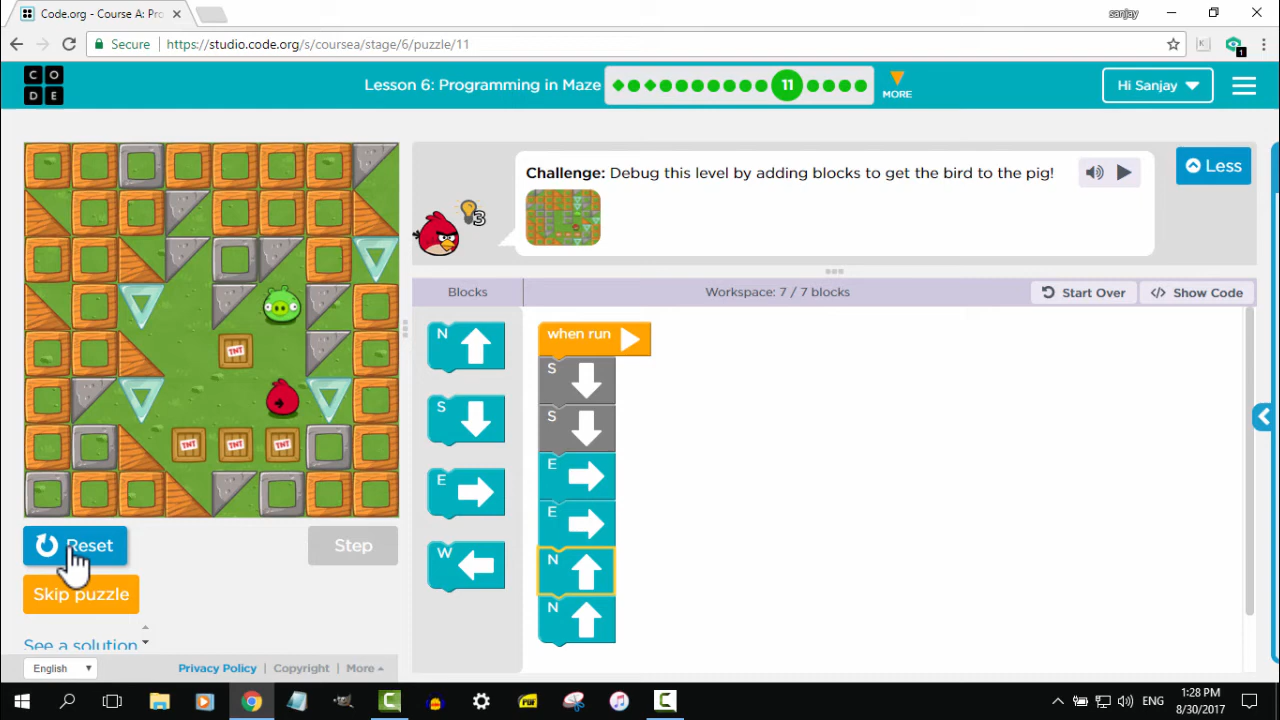 Code.org - Course A: Pro
sanjay
Secure
https://studio.code.org/s/coursea/stage/6/puzzle/11
K
1
C O
D E
Lesson 6: Programming in Maze
11
MORE
Hi Sanjay
Challenge: Debug this level by adding blocks to get the bird to the pig!
Less
3
Blocks
Workspace: 7 / 7 blocks
Start Over
</> Show Code
when run
N
S
E
W
S
S
E
E
N
N
TNT
TNT TNT TNT
Reset
Step
Skip puzzle
See a solution
English
Privacy Policy | Copyright | More
ENG
1:28 PM
8/30/2017